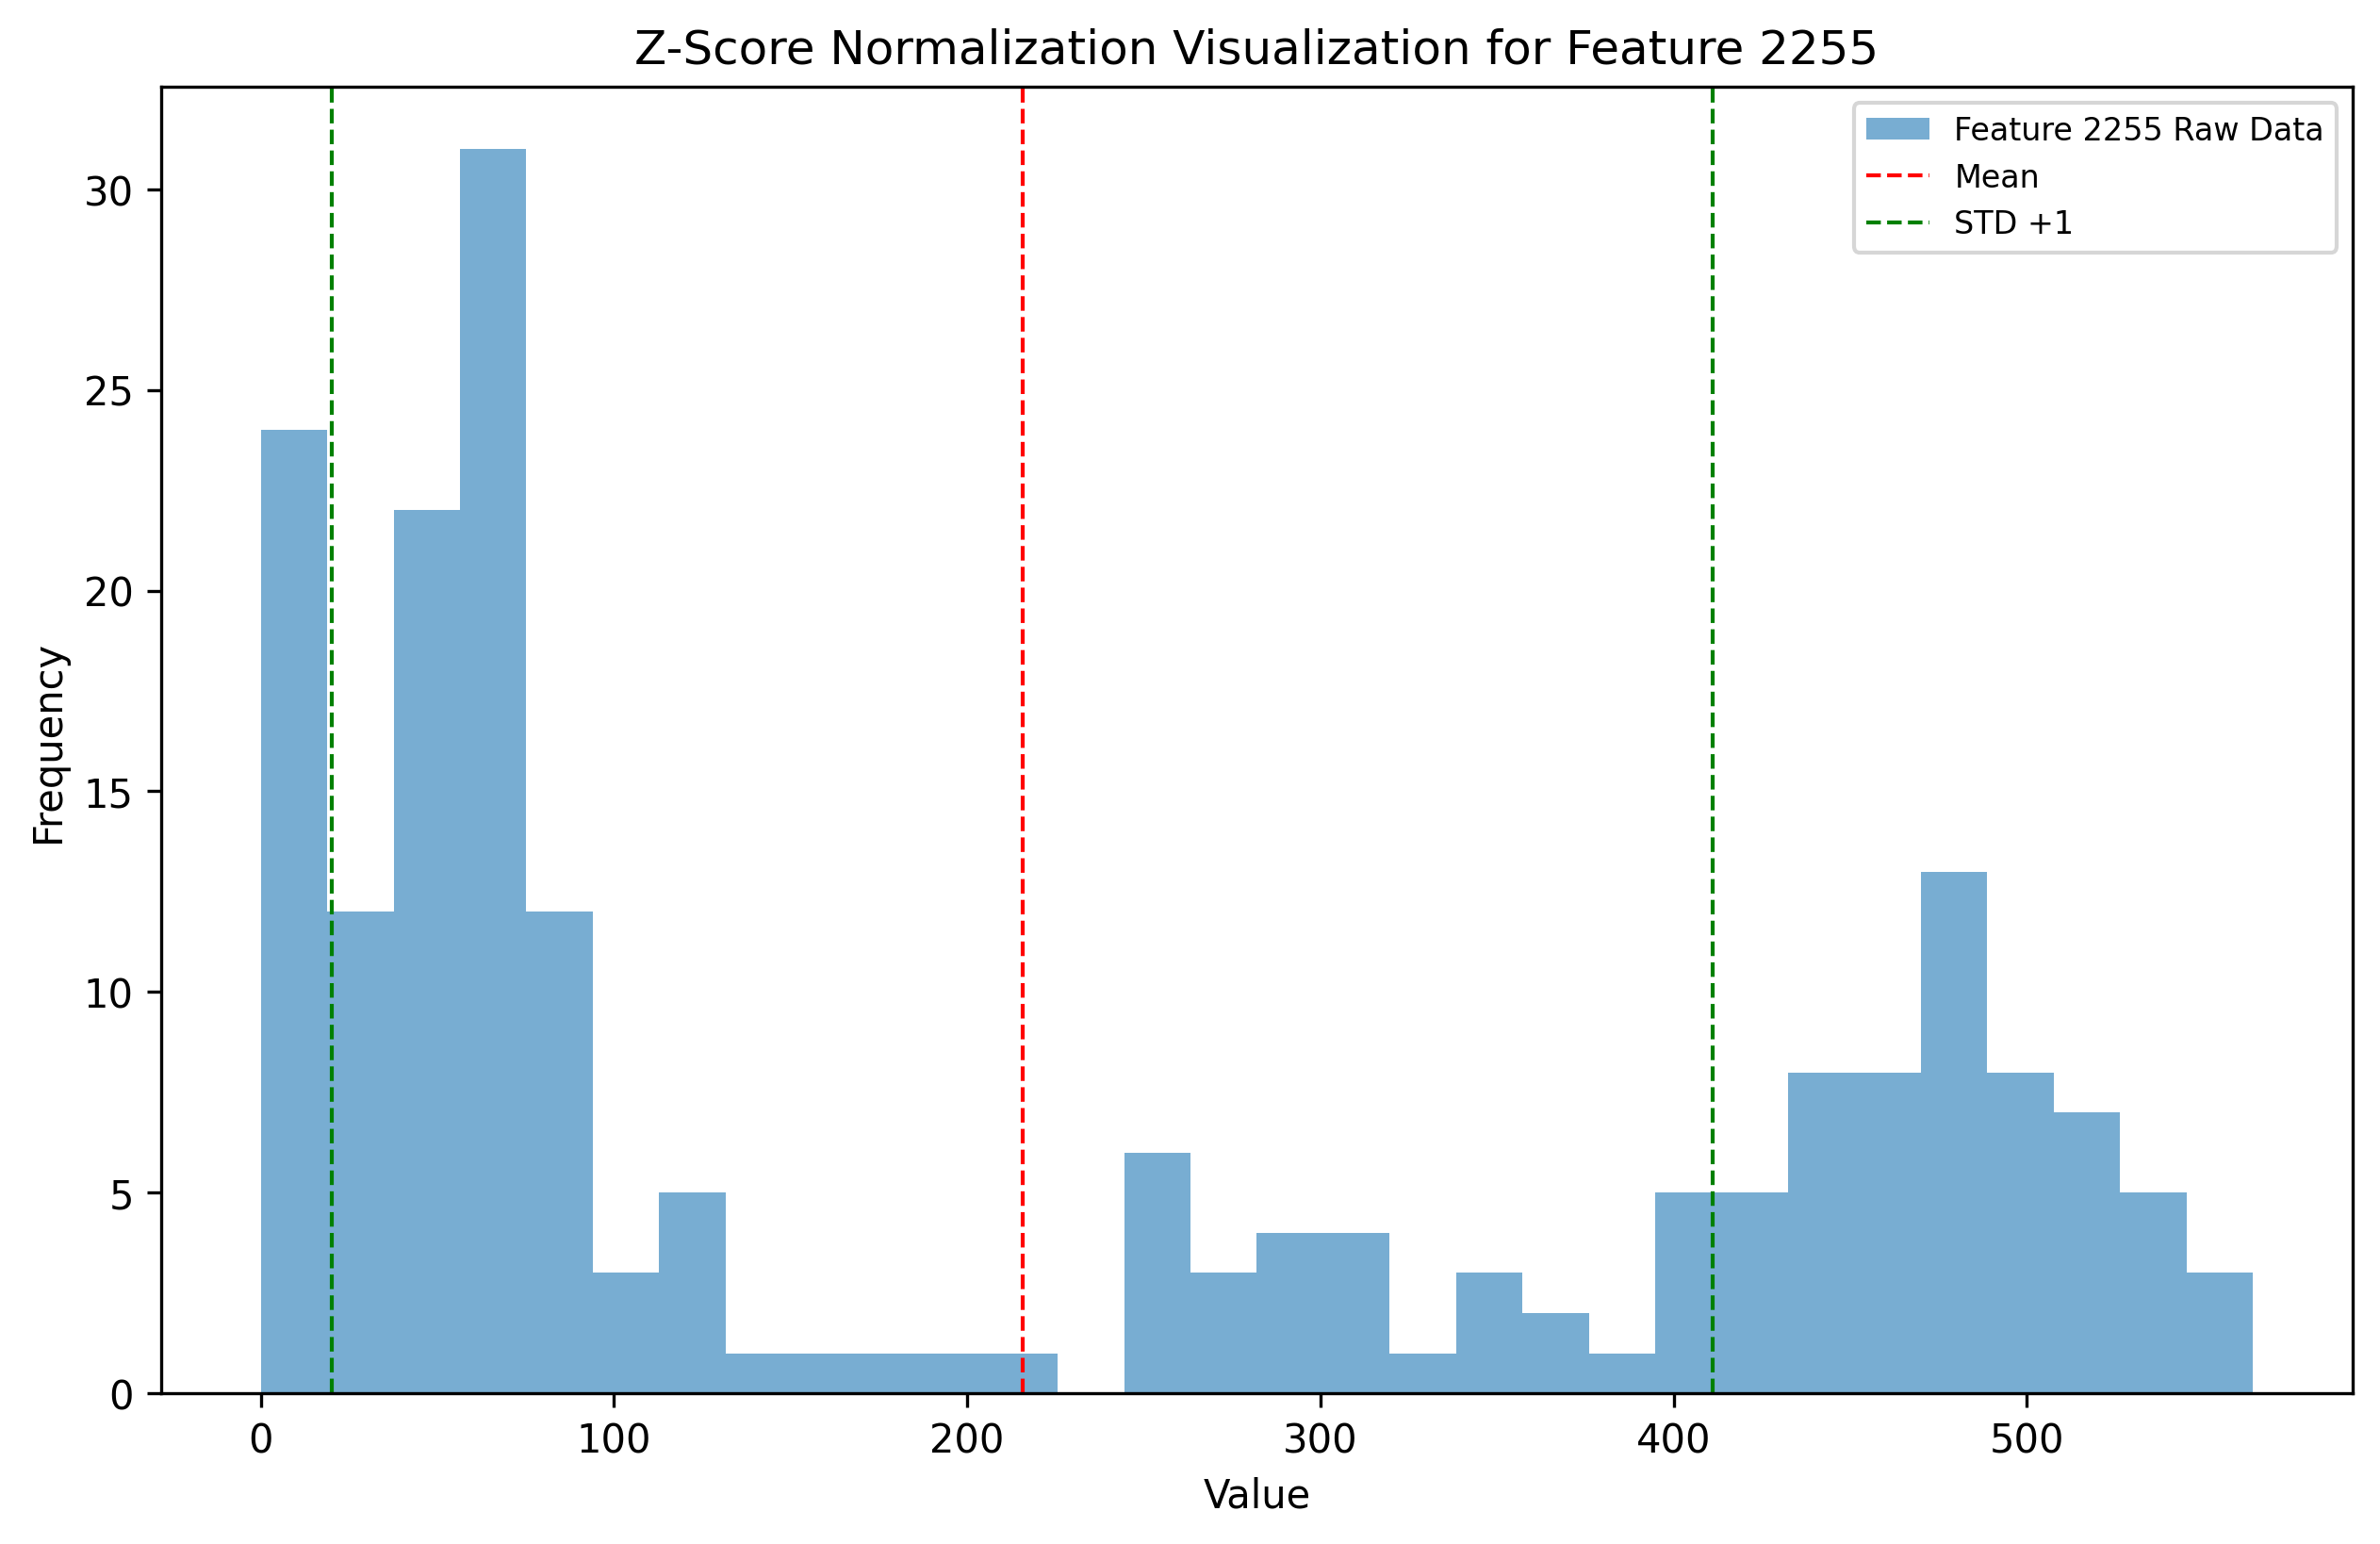 Z-Score Normalization Visualization for Feature 2255
Feature 2255 Raw Data
Mean
STD +1
Frequency
30
25
20
15
10
5
0
0 100 200 300 400 500
Value